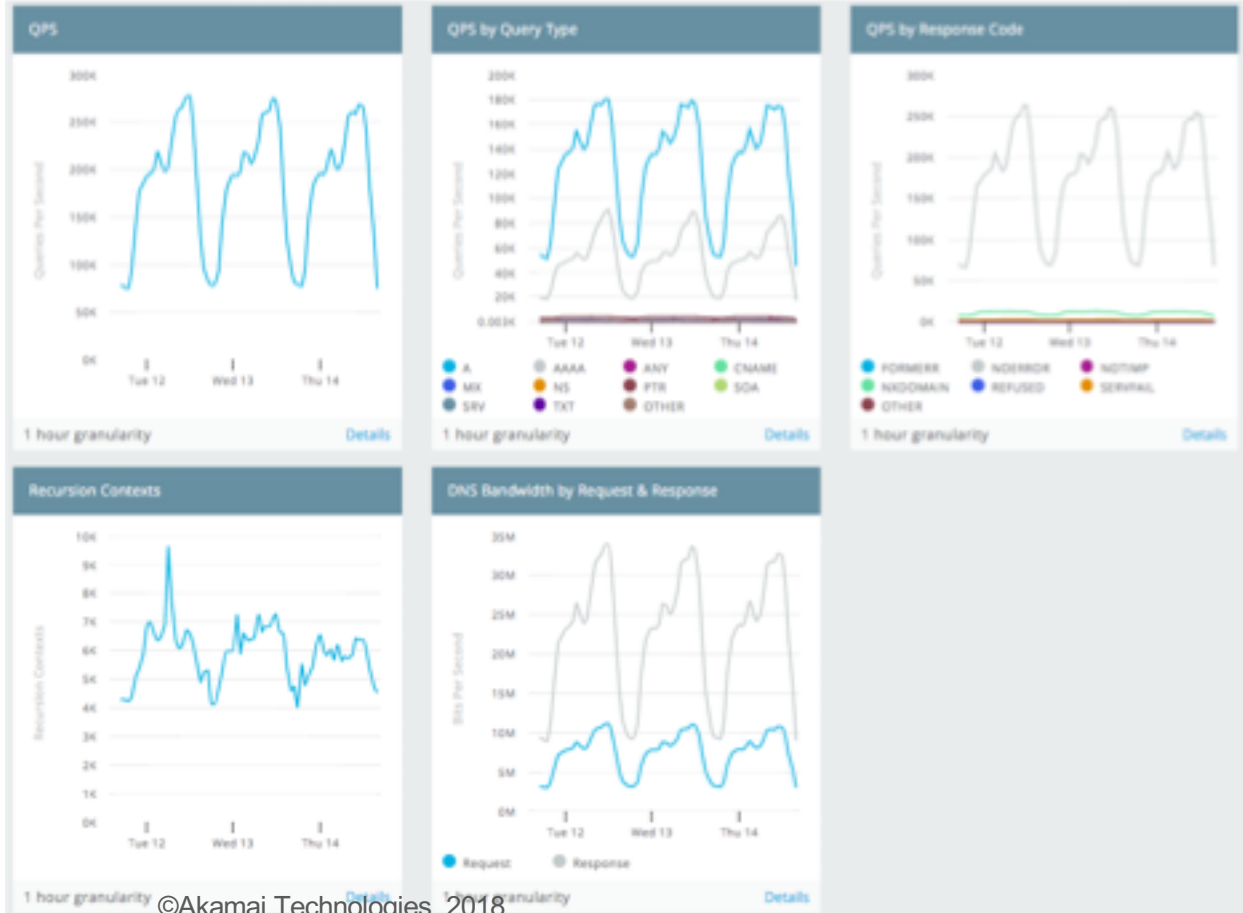 QPS
300K
250K
200K
150K
100K
50K
0K
Queries Per Second
Tue 12 Wed 13 Thu 14
1 hour granularity Details
QPS by Query Type
200K
180K
160K
140K
120K
100K
80K
60K
40K
20K
0.003K
Queries Per Second
Tue 12 Wed 13 Thu 14
A AAAA ANY CNAME
MX NS PTR SOA
SRV TXT OTHER
1 hour granularity Details
QPS by Response Code
300K
250K
200K
150K
100K
50K
0K
Queries Per Second
Tue 12 Wed 13 Thu 14
FORMERR NOERROR NOTIMP
NXDOMAIN REFUSED SERVFAIL
OTHER
1 hour granularity Details
Recursion Contexts
10K
9K
8K
7K
6K
5K
4K
3K
2K
1K
0K
Recursion Contexts
Tue 12 Wed 13 Thu 14
1 hour granularity Details
DNS Bandwidth by Request & Response
35M
30M
25M
20M
15M
10M
5M
0M
Bits Per Second
Tue 12 Wed 13 Thu 14
Request Response
1 hour granularity Details
©Akamai Technologies, 2018